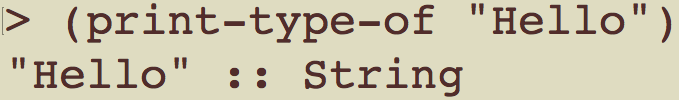 > (print-type-of "Hello")
"Hello" :: String